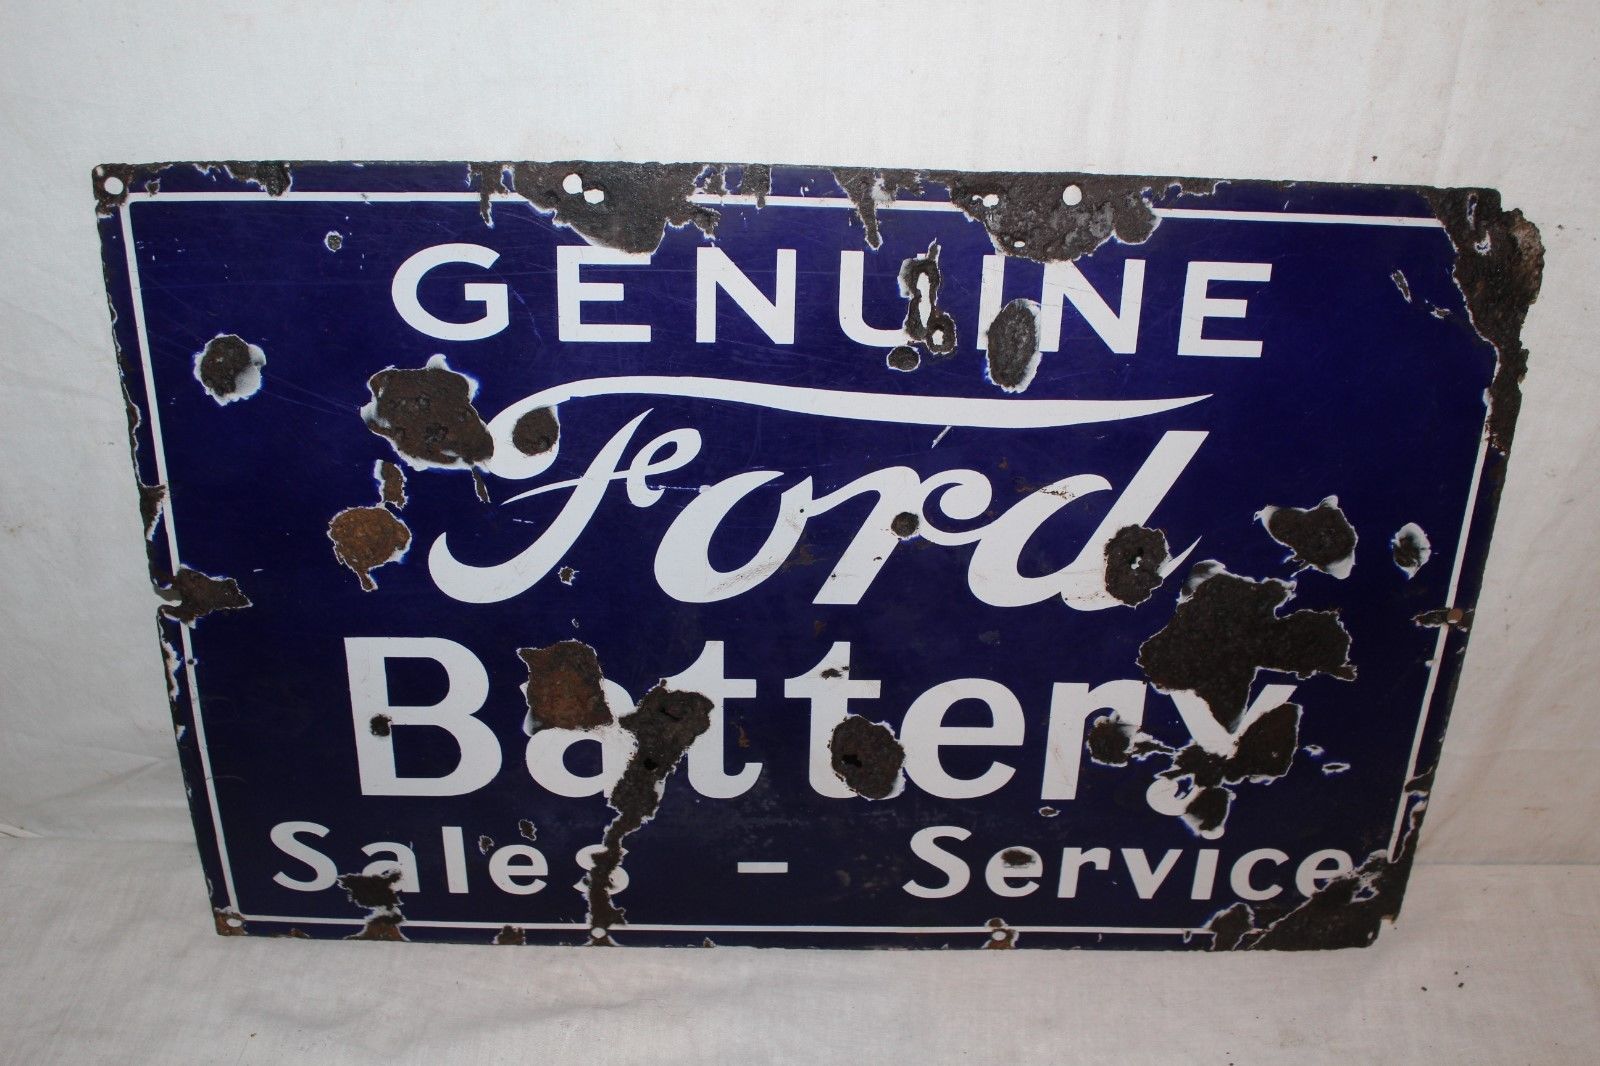 GENUINE
Ford
Battery
Sales - Service